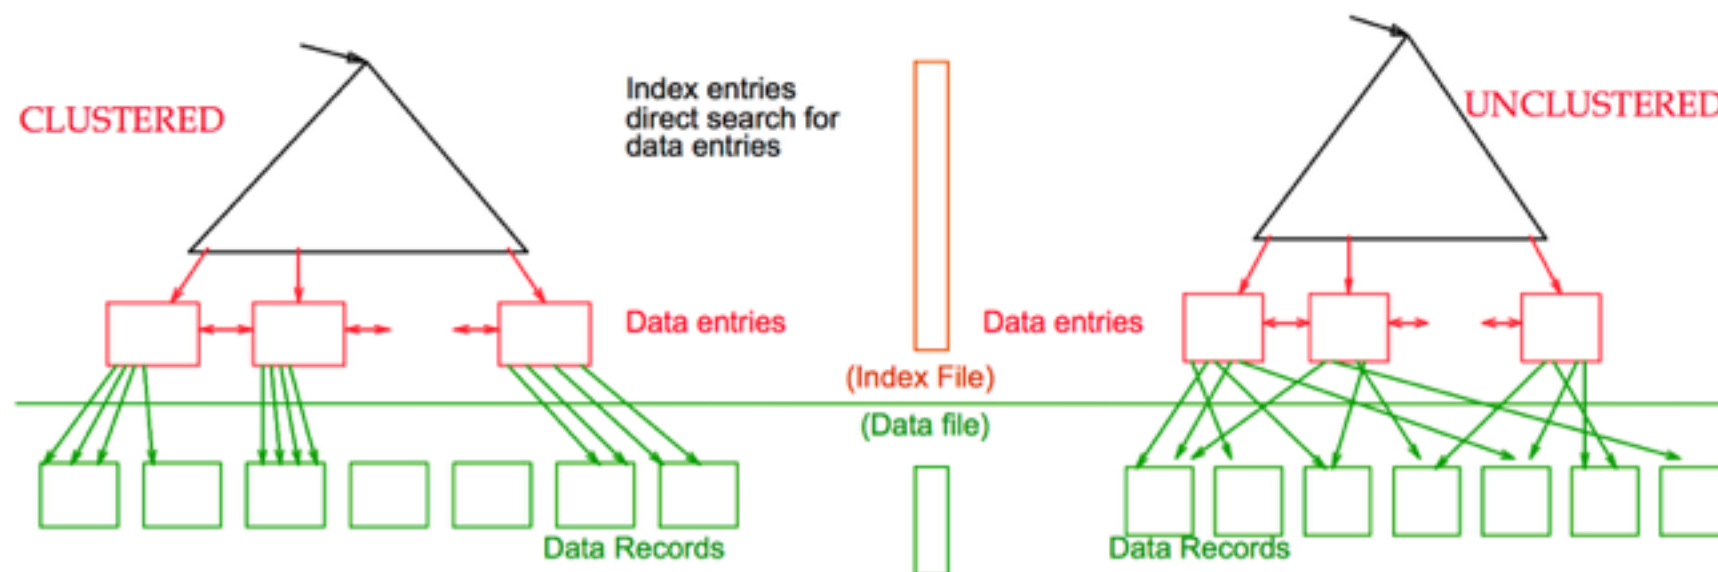 CLUSTERED
Index entries
direct search for
data entries
UNCLUSTERED
Data entries
Data entries
(Index File)
(Data file)
Data Records
Data Records